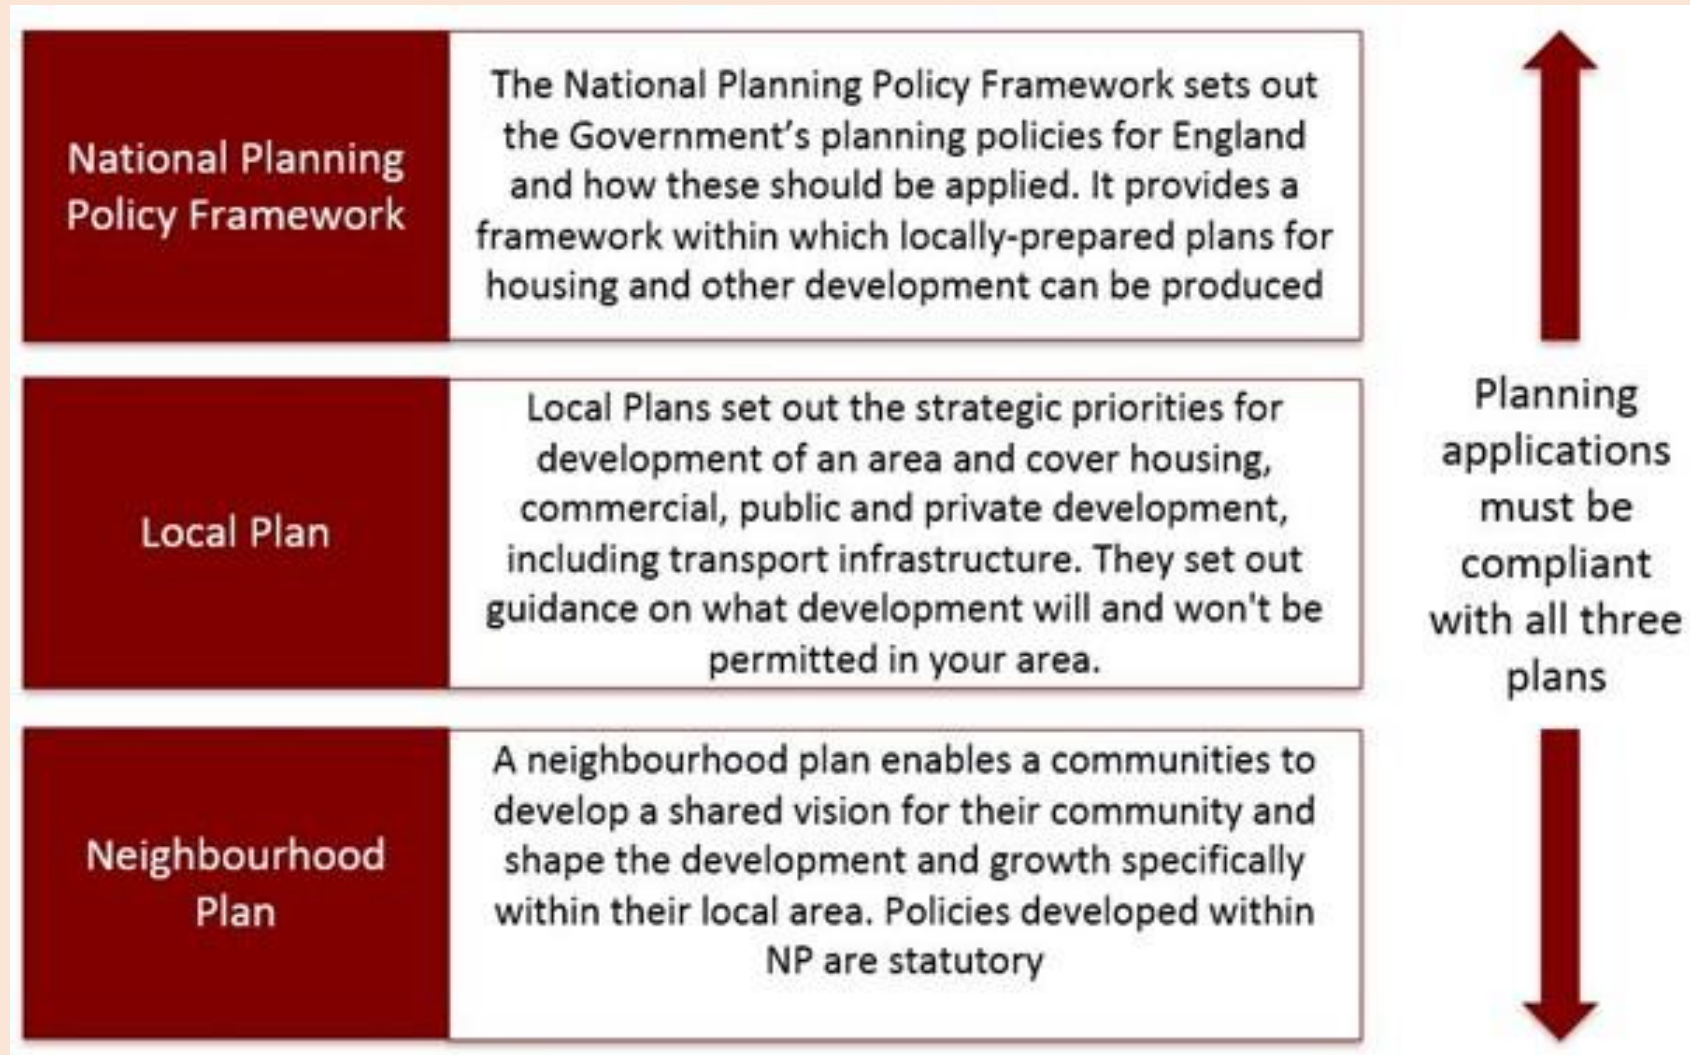 National Planning
Policy Framework
The National Planning Policy Framework sets out
the Government’s planning policies for England
and how these should be applied. It provides a
framework within which locally-prepared plans for
housing and other development can be produced
Local Plan
Local Plans set out the strategic priorities for
development of an area and cover housing,
commercial, public and private development,
including transport infrastructure. They set out
guidance on what development will and won't be
permitted in your area.
Neighbourhood
Plan
A neighbourhood plan enables a communities to
develop a shared vision for their community and
shape the development and growth specifically
within their local area. Policies developed within
NP are statutory
Planning
applications
must be
compliant
with all three
plans